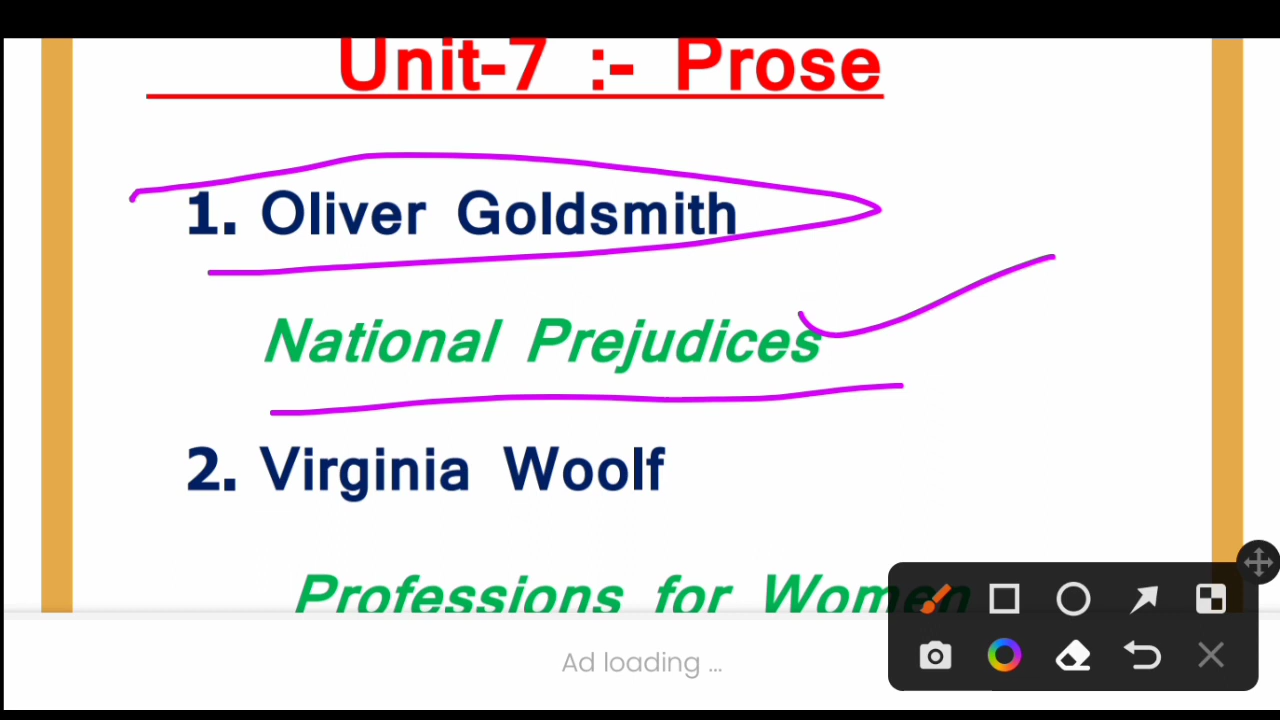 Unit-7 :- Prose
1. Oliver Goldsmith
National Prejudices
2. Virginia Woolf
Professions for Women
Ad loading ...